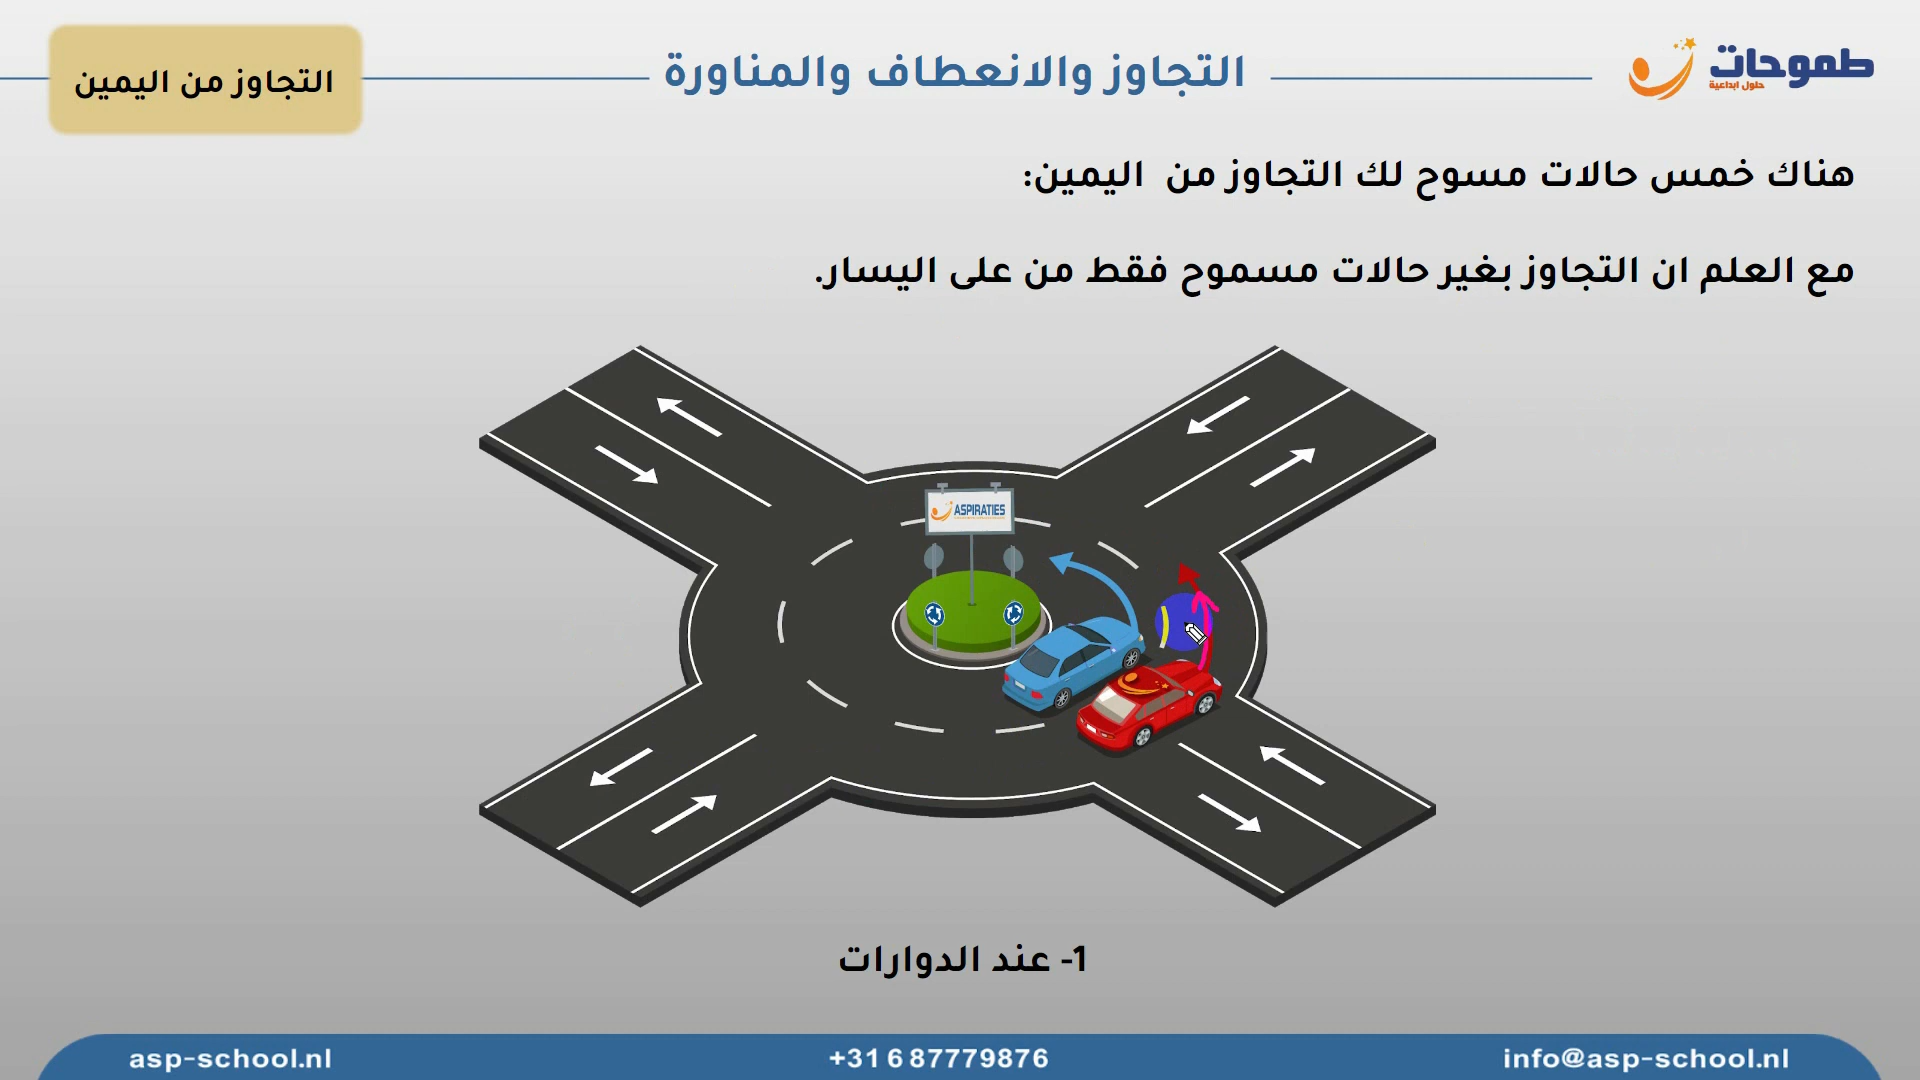 طموحات
حلول ابداعية
التجاوز والانعطاف والمناورة
التجاوز من اليمين
هناك خمس حالات مسوح لك التجاوز من اليمين:
مع العلم ان التجاوز بغير حالات مسموح فقط من على اليسار.
ASPIRATIES
1- عند الدوارات
asp-school.nl
+31 6 87779876
info@asp-school.nl